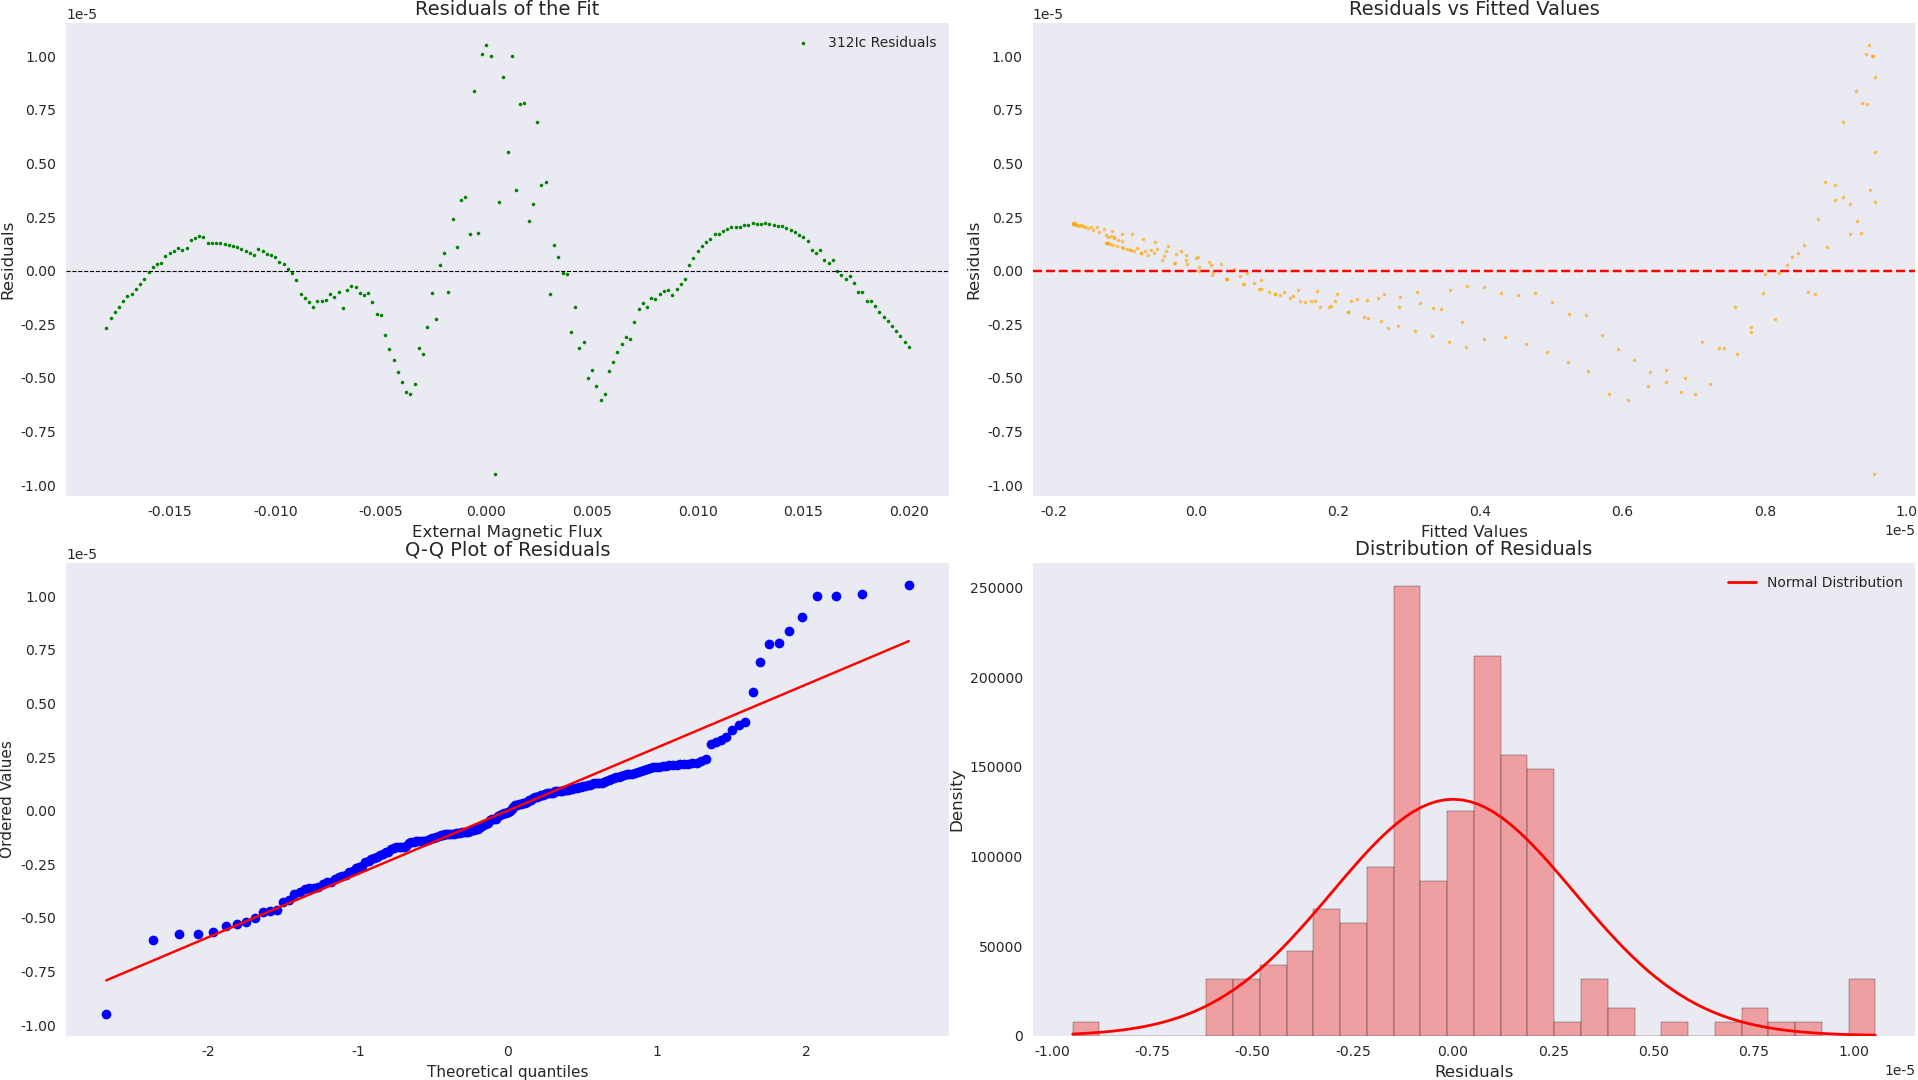 Residuals of the Fit
1e-5
312Ic Residuals
1.00
0.75
0.50
0.25
0.00
-0.25
-0.50
-0.75
-1.00
Residuals
-0.015 -0.010 -0.005 0.000 0.005 0.010 0.015 0.020
External Magnetic Flux
Residuals vs Fitted Values
1e-5
1.00
0.75
0.50
0.25
0.00
-0.25
-0.50
-0.75
-1.00
Residuals
-0.2 0.0 0.2 0.4 0.6 0.8 1.0
1e-5
Fitted Values
Q-Q Plot of Residuals
1e-5
1.00
0.75
0.50
0.25
0.00
-0.25
-0.50
-0.75
-1.00
Ordered Values
-2 -1 0 1 2
Theoretical quantiles
Distribution of Residuals
Normal Distribution
250000
200000
150000
100000
50000
0
Density
-1.00 -0.75 -0.50 -0.25 0.00 0.25 0.50 0.75 1.00
1e-5
Residuals